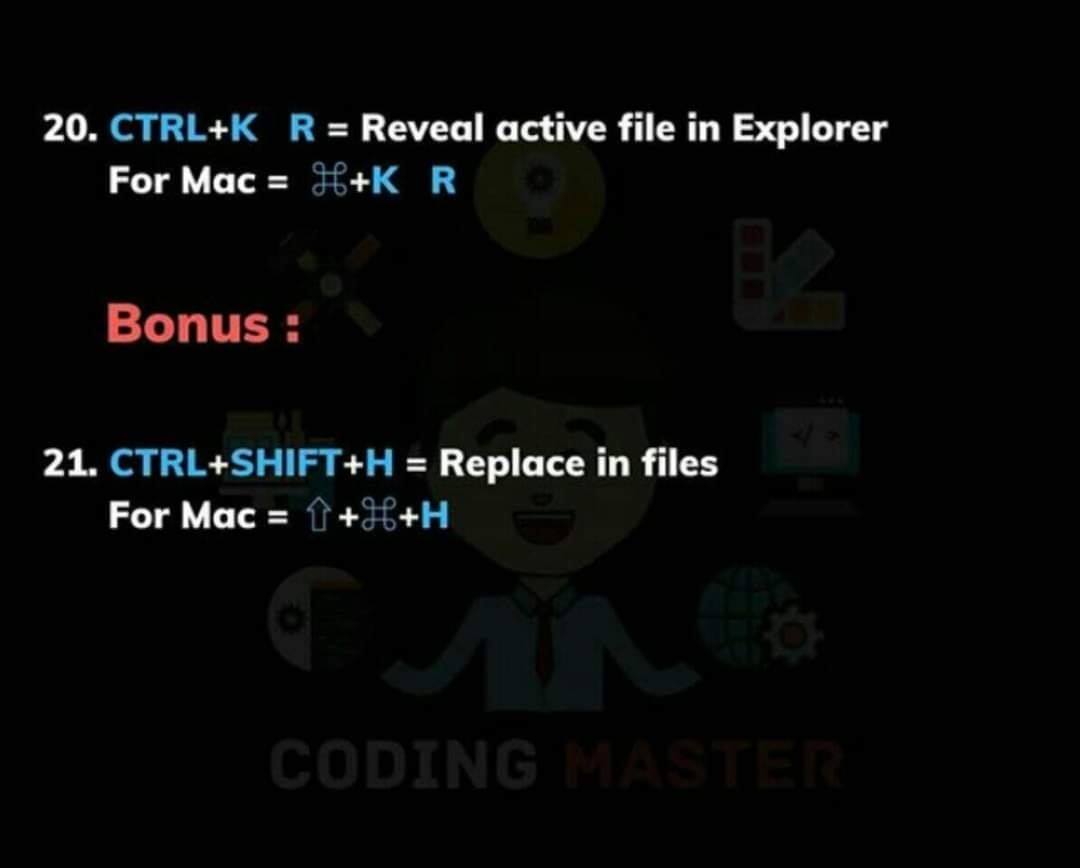 20. CTRL+K R = Reveal active file in Explorer
For Mac = ⌘+K R
Bonus :
21. CTRL+SHIFT+H = Replace in files
For Mac = ⇧+⌘+H
</>
CODING MASTER